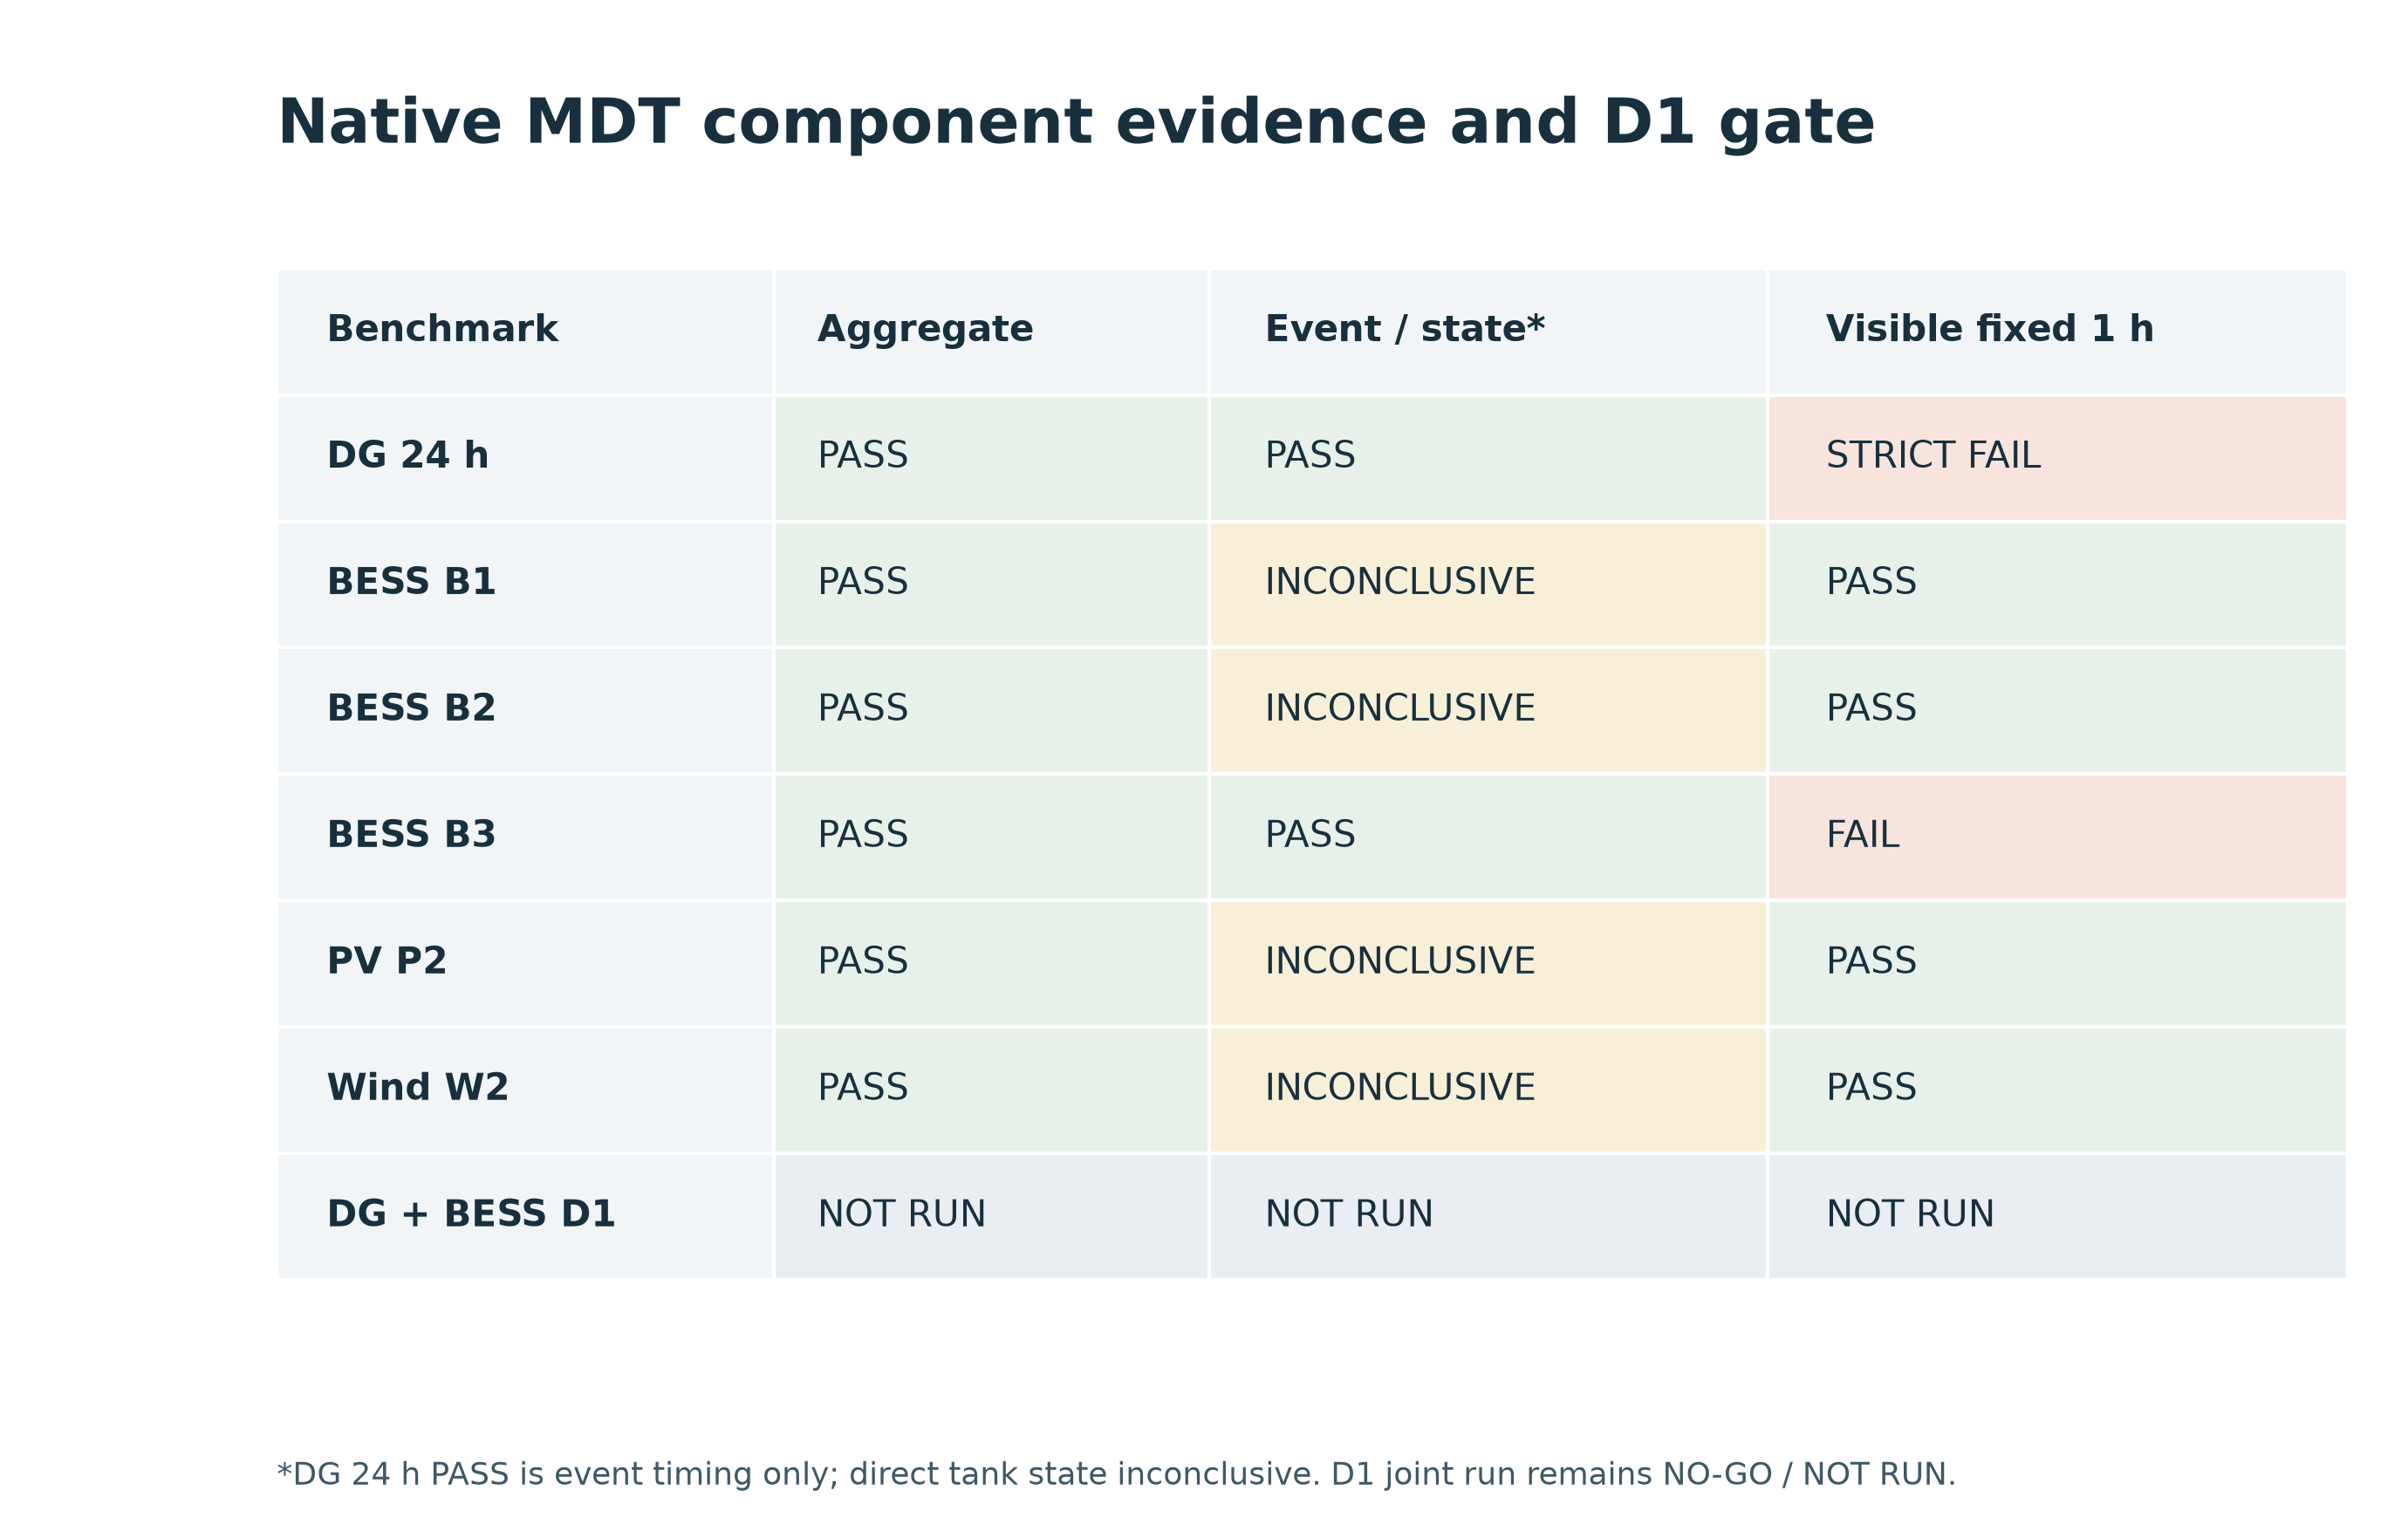 Native MDT component evidence and D1 gate
Benchmark Aggregate Event / state* Visible fixed 1 h
DG 24 h PASS PASS STRICT FAIL
BESS B1 PASS INCONCLUSIVE PASS
BESS B2 PASS INCONCLUSIVE PASS
BESS B3 PASS PASS FAIL
PV P2 PASS INCONCLUSIVE PASS
Wind W2 PASS INCONCLUSIVE PASS
DG + BESS D1 NOT RUN NOT RUN NOT RUN
*DG 24 h PASS is event timing only; direct tank state inconclusive. D1 joint run remains NO-GO / NOT RUN.